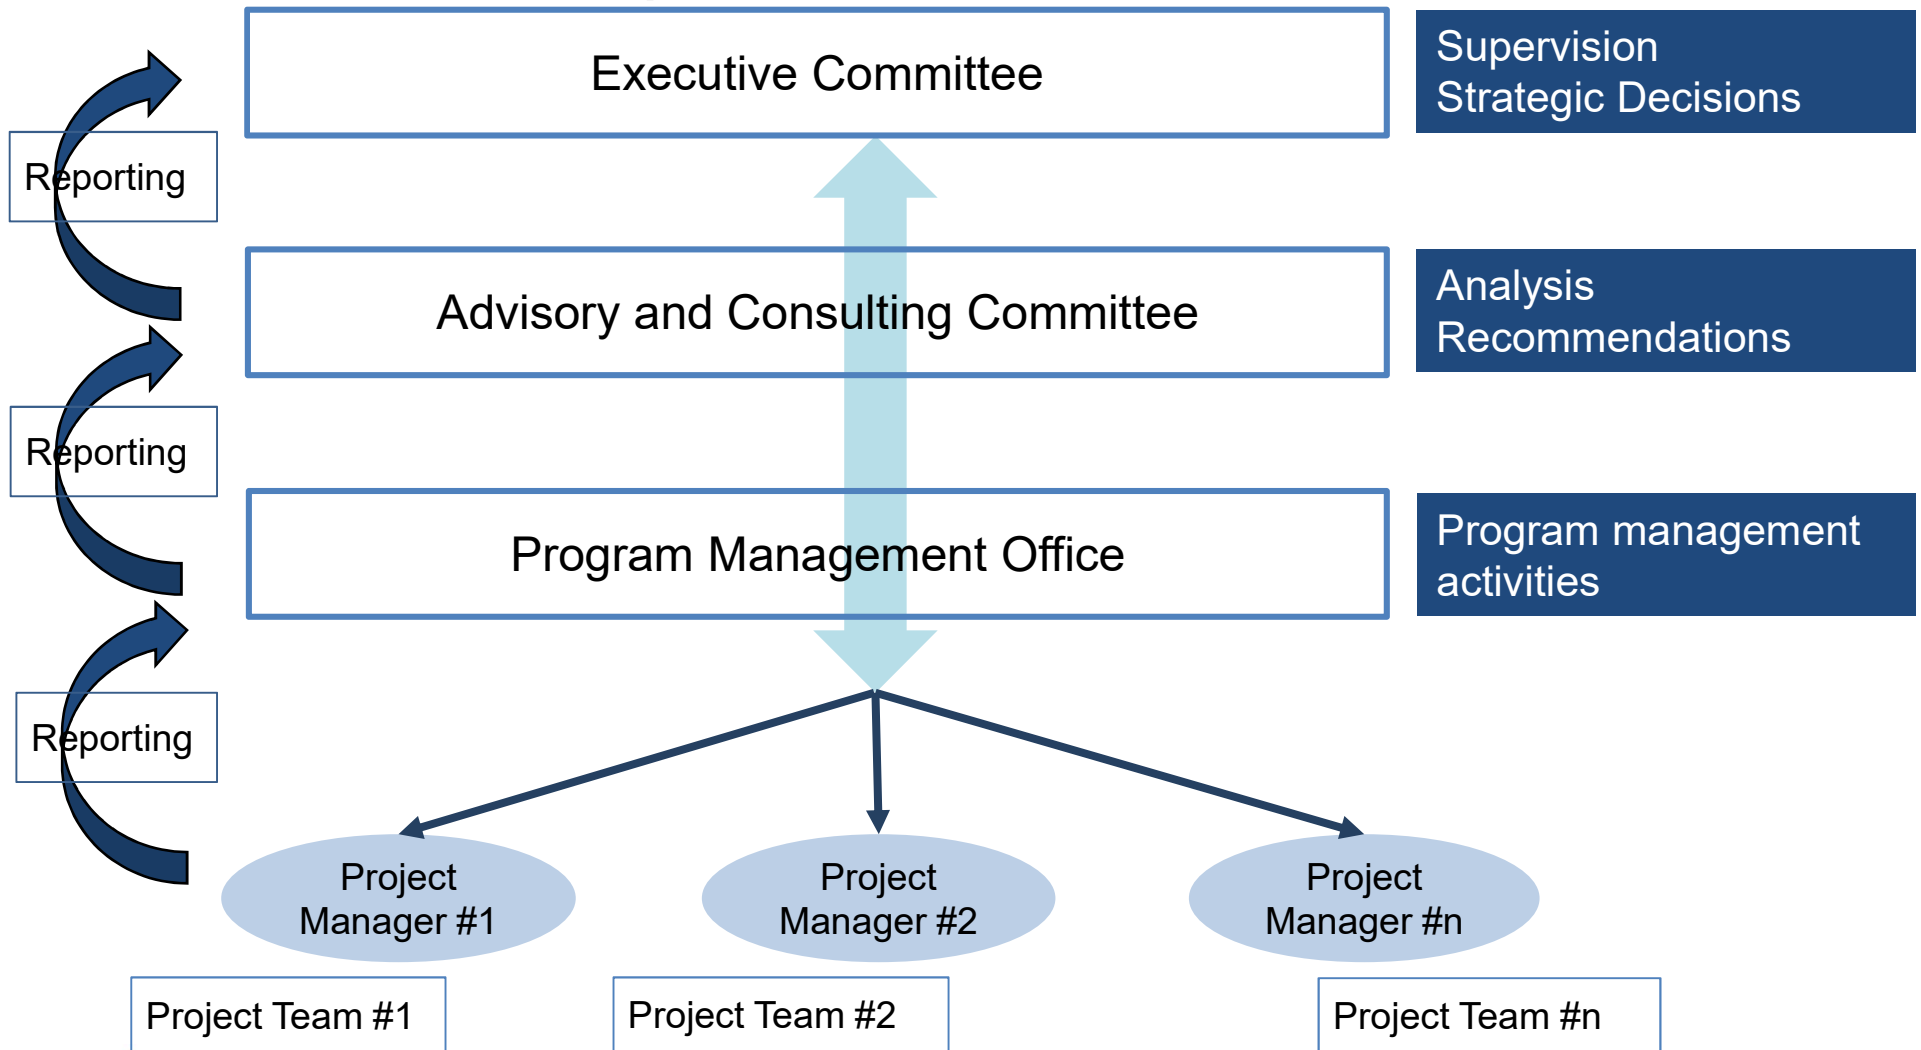 Executive Committee
Supervision
Strategic Decisions
Reporting
Advisory and Consulting Committee
Analysis
Recommendations
Reporting
Program Management Office
Program management
activities
Reporting
Project
Manager #1
Project
Manager #2
Project
Manager #n
Project Team #1
Project Team #2
Project Team #n